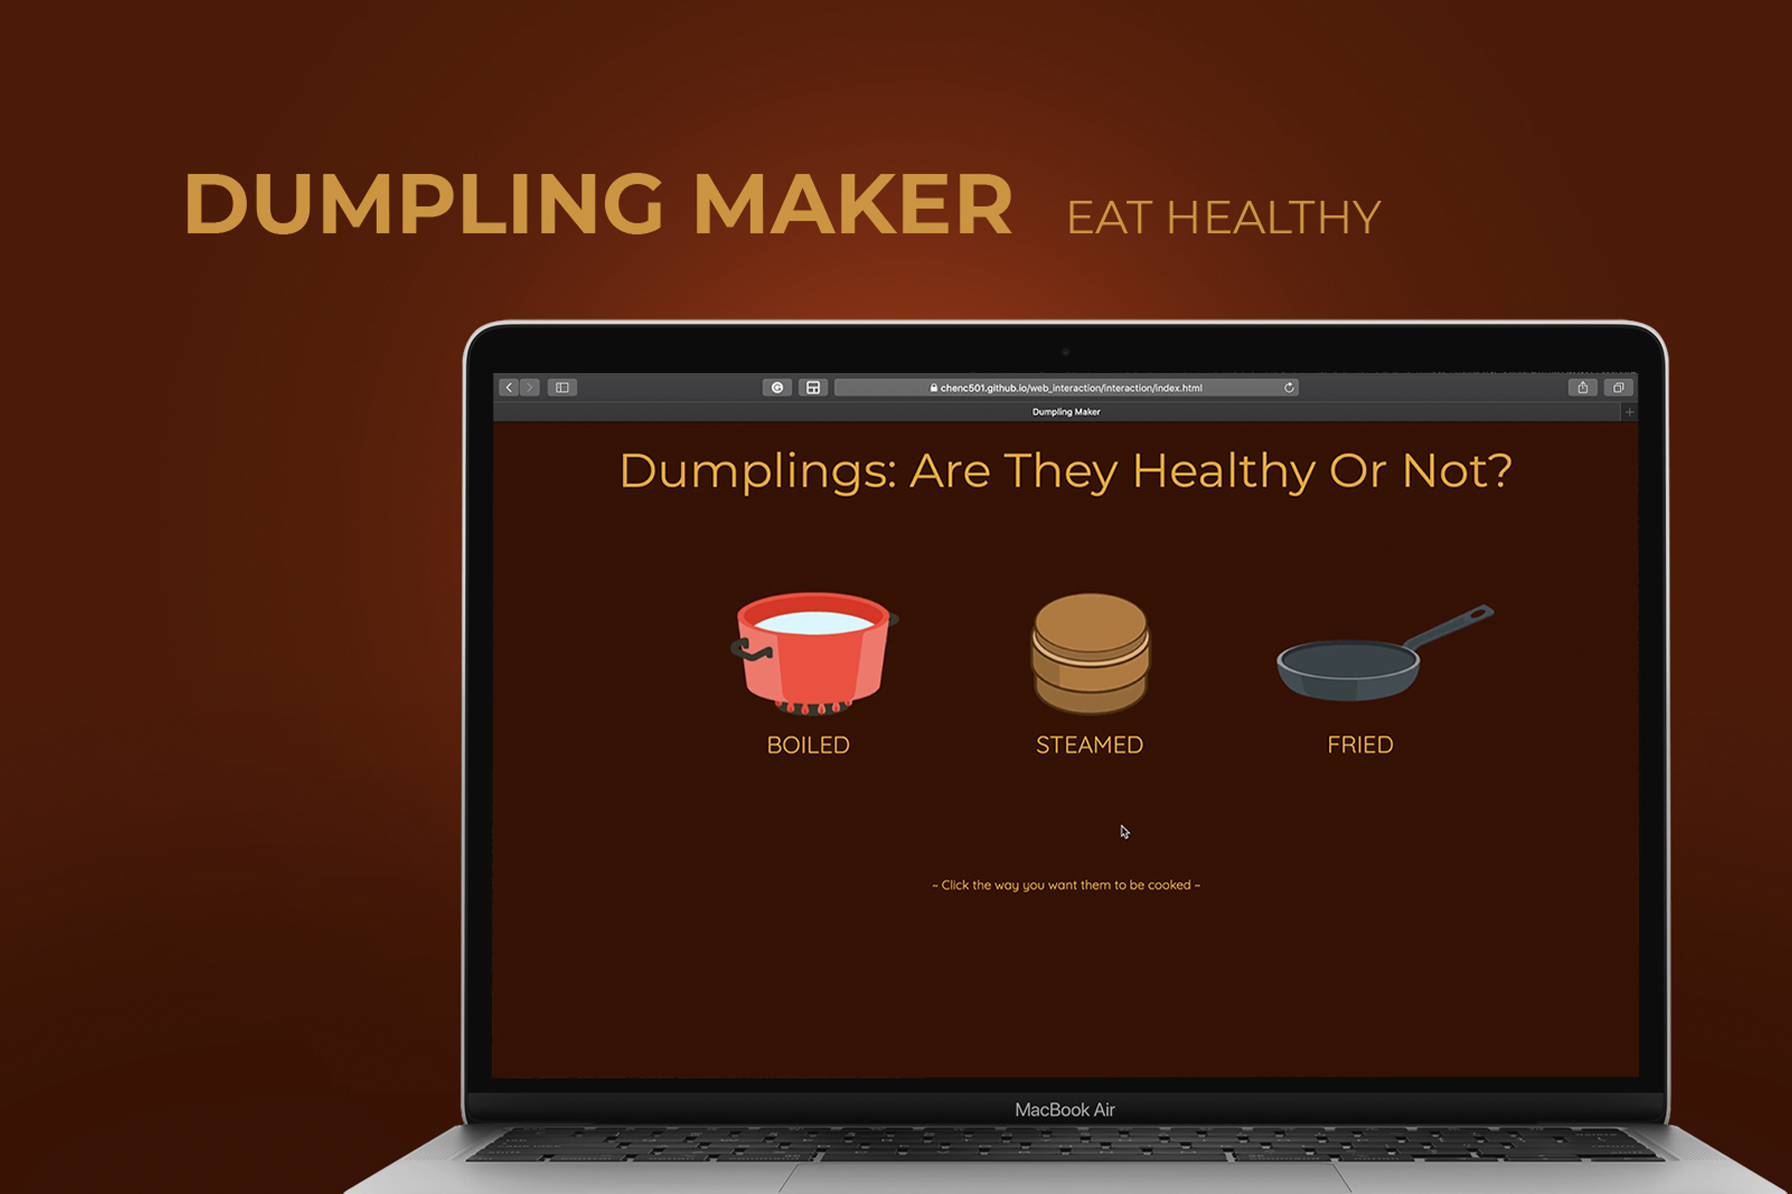 DUMPLING MAKER EAT HEALTHY
chenc501.github.io/web_interaction/interaction/index.html
Dumpling Maker
Dumplings: Are They Healthy Or Not?
BOILED STEAMED FRIED
~ Click the way you want them to be cooked ~
MacBook Air